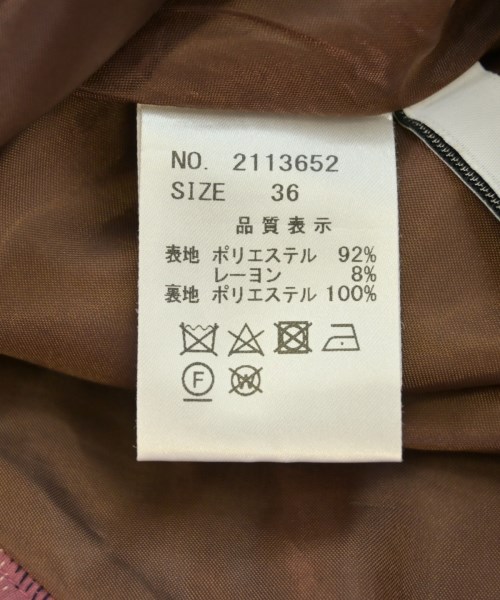 NO. 2113652
SIZE 36
品質表示
表地 ポリエステル 92%
レーヨン 8%
裏地 ポリエステル 100%
F W